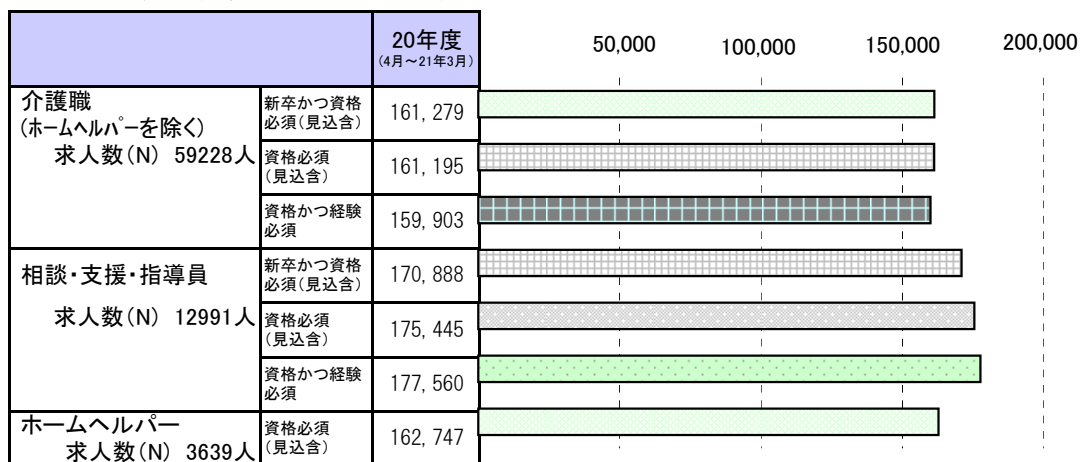 20年度
(4月～21年3月)
50,000
100,000
150,000
200,000
介護職
(ホームヘルパーを除く)
求人数(N) 59228人
新卒かつ資格
必須(見込含)
161,279
資格必須
(見込含)
161,195
資格かつ経験
必須
159,903
相談・支援・指導員
求人数(N) 12991人
新卒かつ資格
必須(見込含)
170,888
資格必須
(見込含)
175,445
資格かつ経験
必須
177,560
ホームヘルパー
求人数(N) 3639人
資格必須
(見込含)
162,747